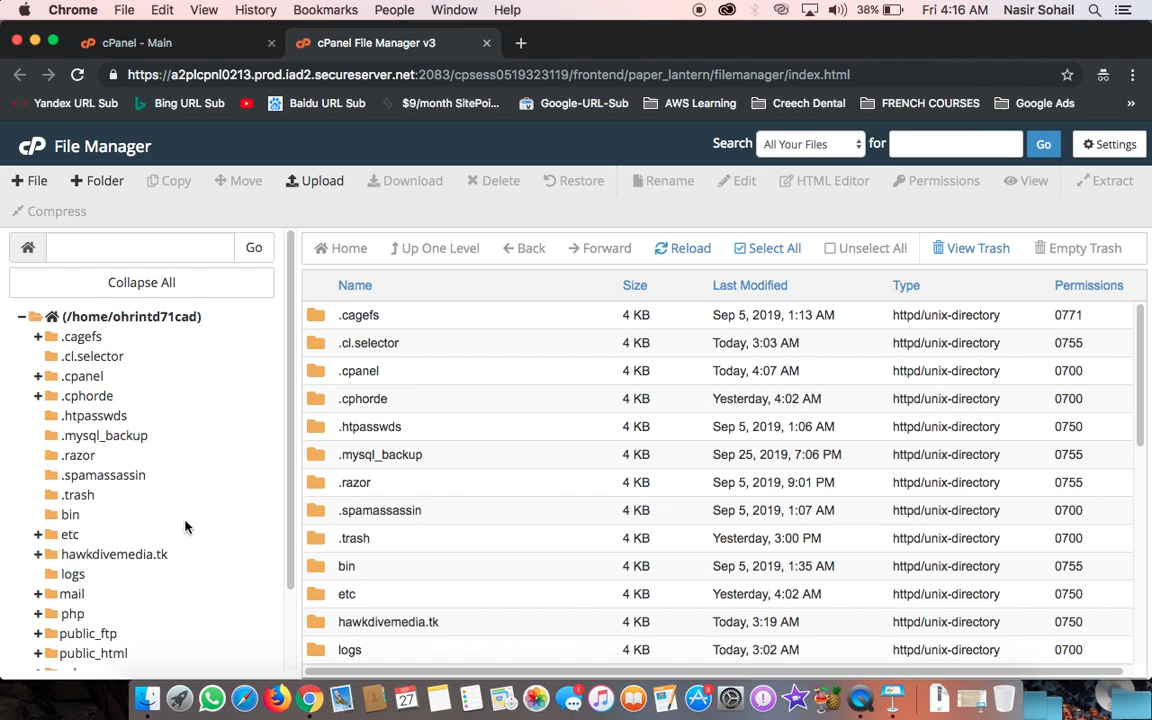 Chrome File Edit View History Bookmarks People Window Help 38% Fri 4:16 AM Nasir Sohail
cPanel - Main cPanel File Manager v3
https://a2plcpnl0213.prod.iad2.secureserver.net:2083/cpsess0519323119/frontend/paper_lantern/filemanager/index.html
Yandex URL Sub Bing URL Sub Baidu URL Sub $9/month SitePoi... Google-URL-Sub AWS Learning Creech Dental FRENCH COURSES Google Ads »
cP File Manager Search All Your Files for Go Settings
File Folder Copy Move Upload Download Delete Restore Rename Edit HTML Editor Permissions View Extract
Compress
Go
Collapse All
Home Up One Level Back Forward Reload Select All Unselect All View Trash Empty Trash
(/home/ohrintd71cad)
.cagefs
.cl.selector
.cpanel
.cphorde
.htpasswds
.mysql_backup
.razor
.spamassassin
.trash
bin
etc
hawkdivemedia.tk
logs
mail
php
public_ftp
public_html
Name Size Last Modified Type Permissions
.cagefs 4 KB Sep 5, 2019, 1:13 AM httpd/unix-directory 0771
.cl.selector 4 KB Today, 3:03 AM httpd/unix-directory 0755
.cpanel 4 KB Today, 4:07 AM httpd/unix-directory 0700
.cphorde 4 KB Yesterday, 4:02 AM httpd/unix-directory 0700
.htpasswds 4 KB Sep 5, 2019, 1:06 AM httpd/unix-directory 0750
.mysql_backup 4 KB Sep 25, 2019, 7:06 PM httpd/unix-directory 0755
.razor 4 KB Sep 5, 2019, 9:01 PM httpd/unix-directory 0755
.spamassassin 4 KB Sep 5, 2019, 1:07 AM httpd/unix-directory 0700
.trash 4 KB Yesterday, 3:00 PM httpd/unix-directory 0700
bin 4 KB Sep 5, 2019, 1:35 AM httpd/unix-directory 0755
etc 4 KB Yesterday, 4:02 AM httpd/unix-directory 0750
hawkdivemedia.tk 4 KB Today, 3:19 AM httpd/unix-directory 0750
logs 4 KB Today, 3:02 AM httpd/unix-directory 0700
SEP
27
1
3